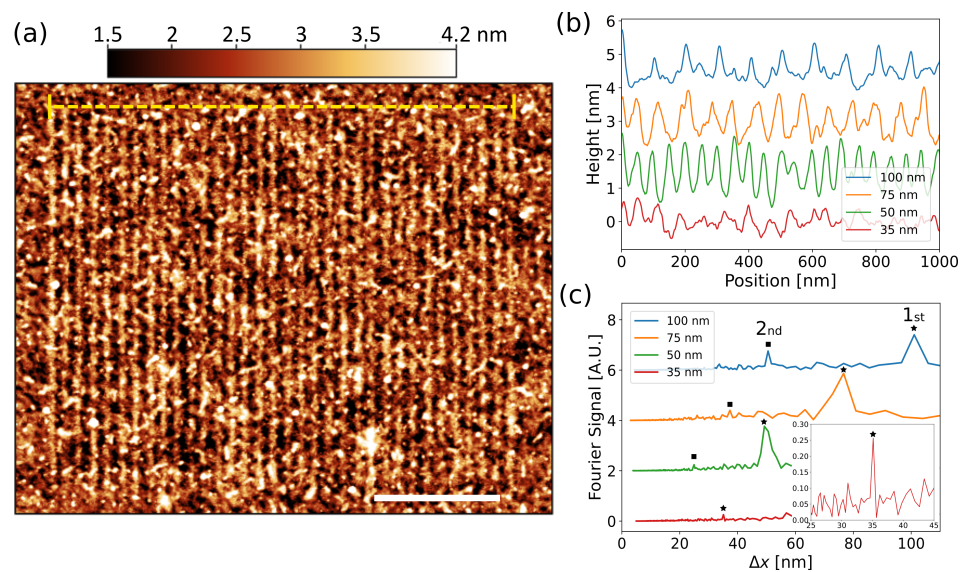 (a)
1.5 2 2.5 3 3.5 4.2 nm
(b)
Height [nm]
6
5
4
3
2
1
0
100 nm
75 nm
50 nm
35 nm
0 200 400 600 800 1000
Position [nm]
(c)
Fourier Signal [A.U.]
8
6
4
2
0
100 nm
75 nm
50 nm
35 nm
2nd
1st
0.30
0.25
0.20
0.15
0.10
0.05
0.00
25 30 35 40 45
0 20 40 60 80 100
Δx [nm]